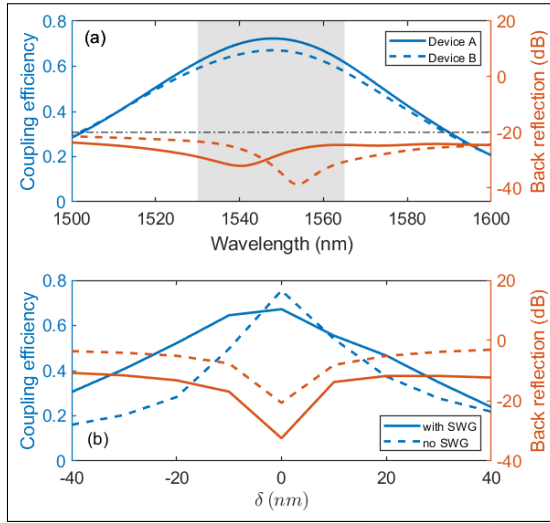 (a)
Device A
Device B
Coupling efficiency
0.8
0.6
0.4
0.2
0
Back reflection (dB)
20
0
-20
-40
1500
1520
1540
1560
1580
1600
Wavelength (nm)
(b)
with SWG
no SWG
Coupling efficiency
0.8
0.6
0.4
0.2
0
Back reflection (dB)
20
0
-20
-40
-40
-20
0
20
40
δ (nm)